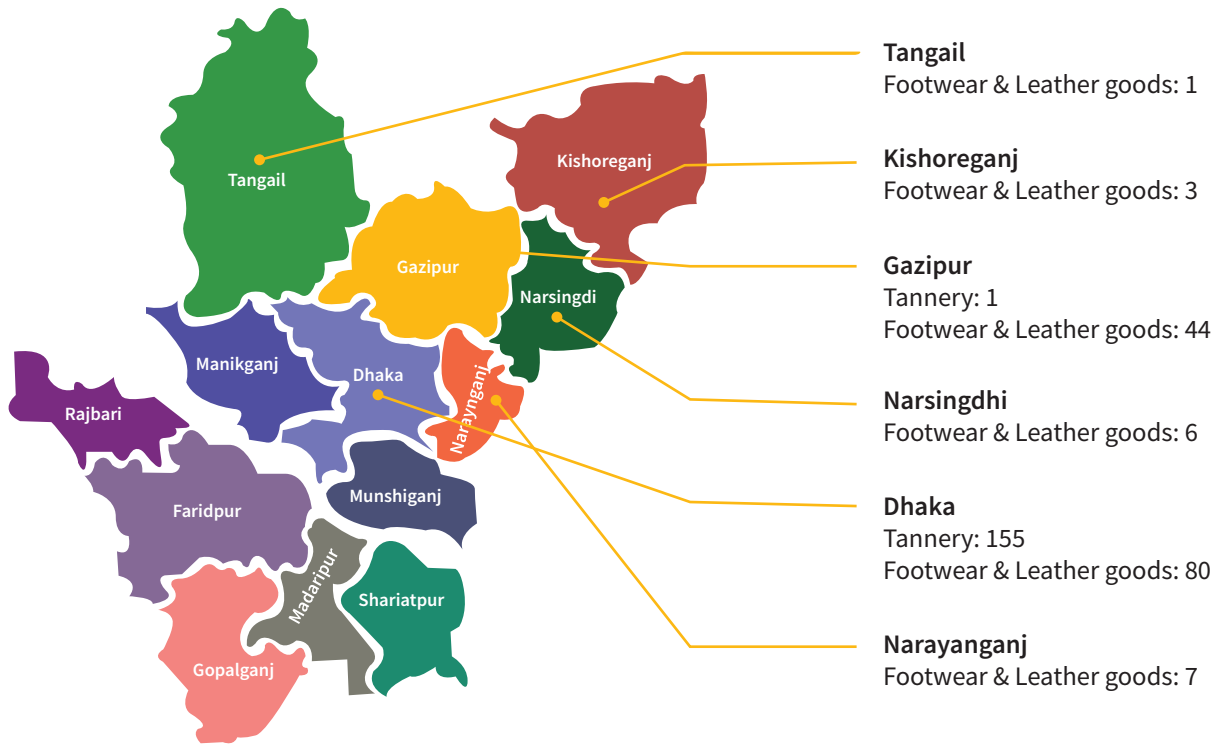 Tangail
Kishoreganj
Gazipur
Narsingdi
Manikganj
Dhaka
Naraynganj
Rajbari
Munshiganj
Faridpur
Madaripur
Shariatpur
Gopalganj
Tangail
Footwear & Leather goods: 1
Kishoreganj
Footwear & Leather goods: 3
Gazipur
Tannery: 1
Footwear & Leather goods: 44
Narsingdhi
Footwear & Leather goods: 6
Dhaka
Tannery: 155
Footwear & Leather goods: 80
Narayanganj
Footwear & Leather goods: 7